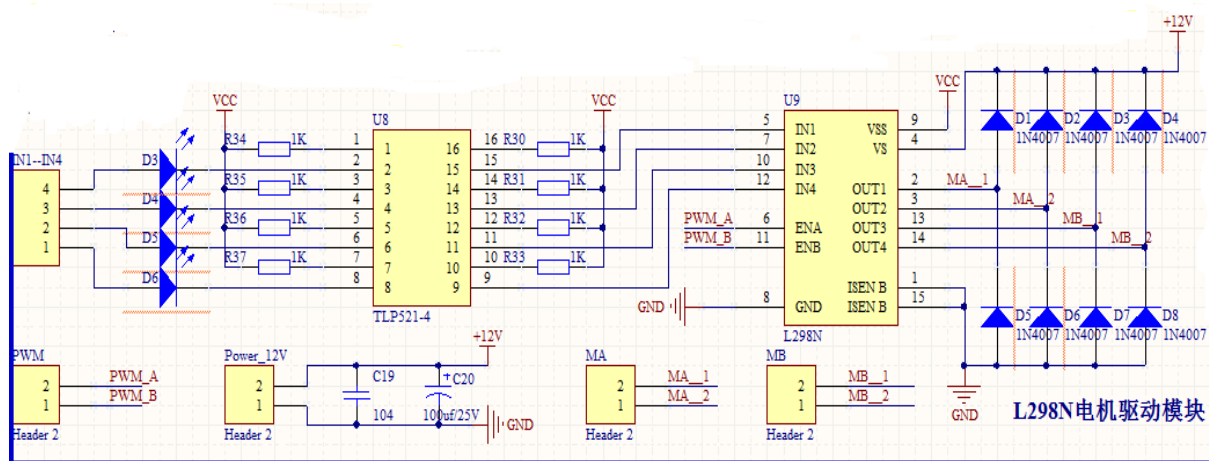 +12V
VCC
VCC
VCC
U8
U9
R34 1K
R35 1K
R36 1K
R37 1K
1 1 16 16
2 2 15 15
3 3 14 14
4 4 13 13
5 5 12 12
6 6 11 11
7 7 10 10
8 8 9 9
TLP521-4
R30 1K
R31 1K
R32 1K
R33 1K
IN1--IN4
4
3
2
1
D3
D4
D5
D6
5 IN1 VSS 9
7 IN2 VS 4
10 IN3
12 IN4 OUT1 2 MA__1
OUT2 3 MA__2
PWM_A 6 ENA OUT3 13 MB__1
PWM_B 11 ENB OUT4 14 MB__2
ISEN B 1
GND 8 GND ISEN B 15
L298N
D1 D2 D3 D4
1N4007 1N4007 1N4007 1N4007
D5 D6 D7 D8
1N4007 1N4007 1N4007 1N4007
GND
PWM
2 PWM_A
1 PWM_B
Header 2
Power_12V
2
1
Header 2
+12V
C19
104
+ C20
100uf/25V
GND
MA
2 MA__1
1 MA__2
Header 2
MB
2 MB__1
1 MB__2
Header 2
L298N电机驱动模块